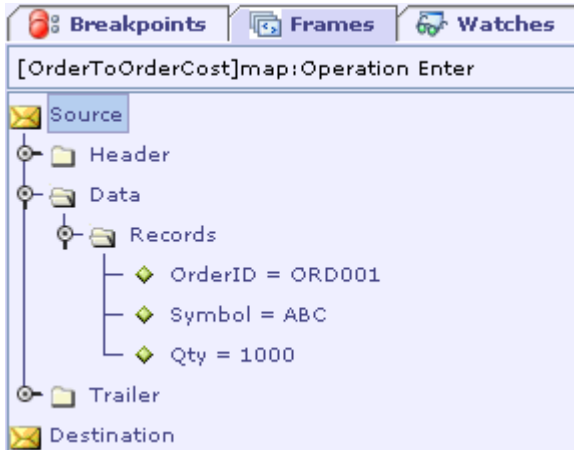 Breakpoints Frames Watches
[OrderToOrderCost]map:Operation Enter
Source
Header
Data
Records
OrderID = ORD001
Symbol = ABC
Qty = 1000
Trailer
Destination